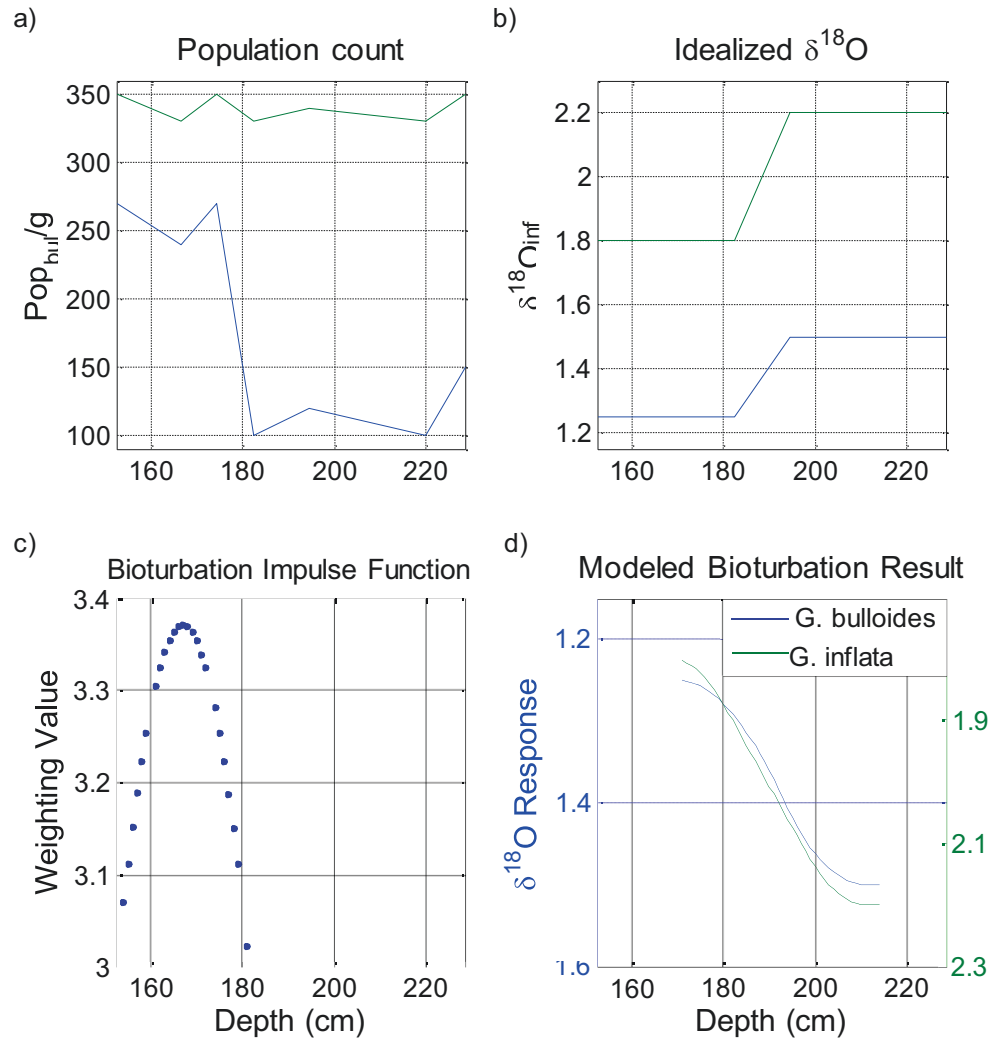 a)
Population count
350
300
250
200
150
100
Pop_hul/g
160
180
200
220
b)
Idealized δ¹⁸O
2.2
2
1.8
1.6
1.4
1.2
δ¹⁸O_inf
160
180
200
220
c)
Bioturbation Impulse Function
3.4
3.3
3.2
3.1
3
Weighting Value
160
180
200
220
Depth (cm)
d)
Modeled Bioturbation Result
G. bulloides
G. inflata
1.2
1.4
1.6
δ¹⁸O Response
1.9
2.1
2.3
160
180
200
220
Depth (cm)